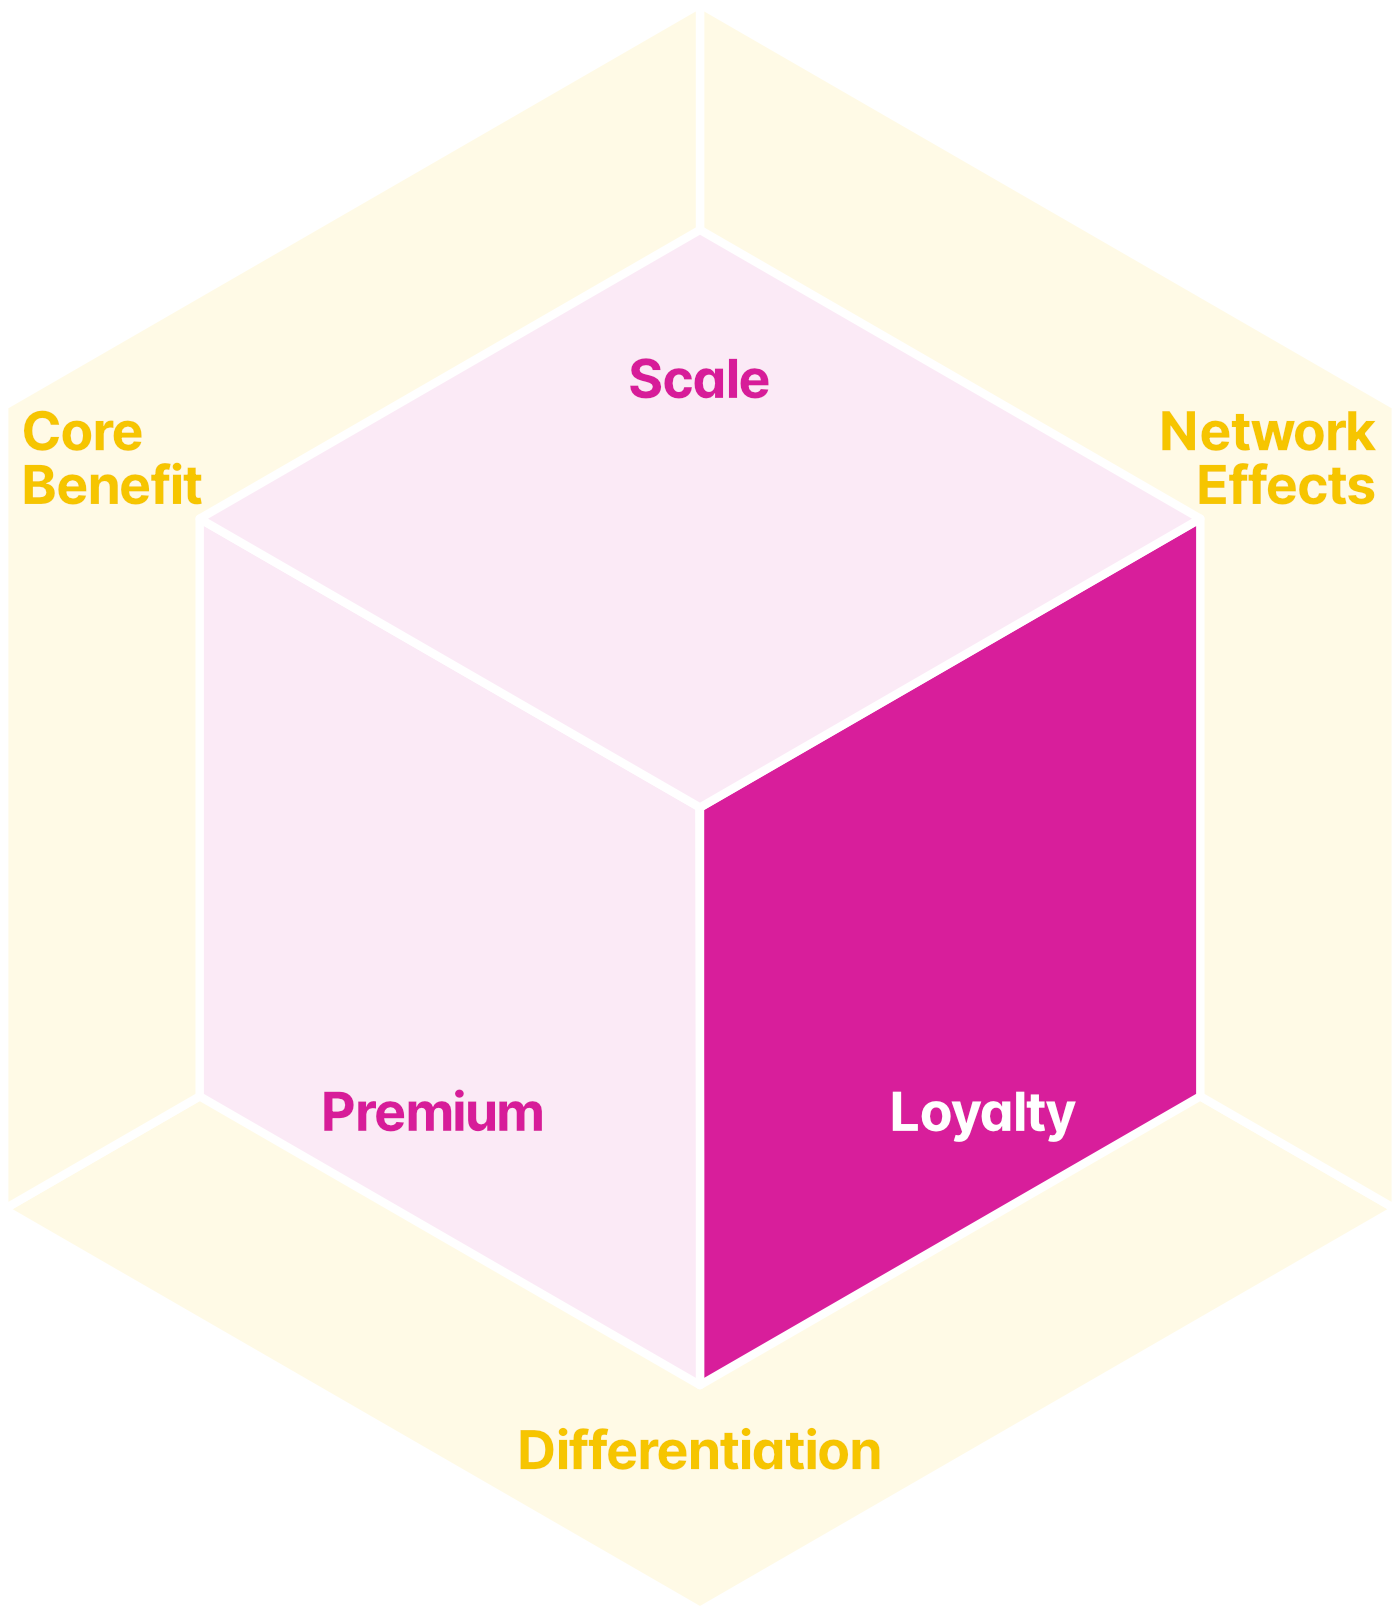 Scale
Core
Benefit
Network
Effects
Premium
Loyalty
Differentiation